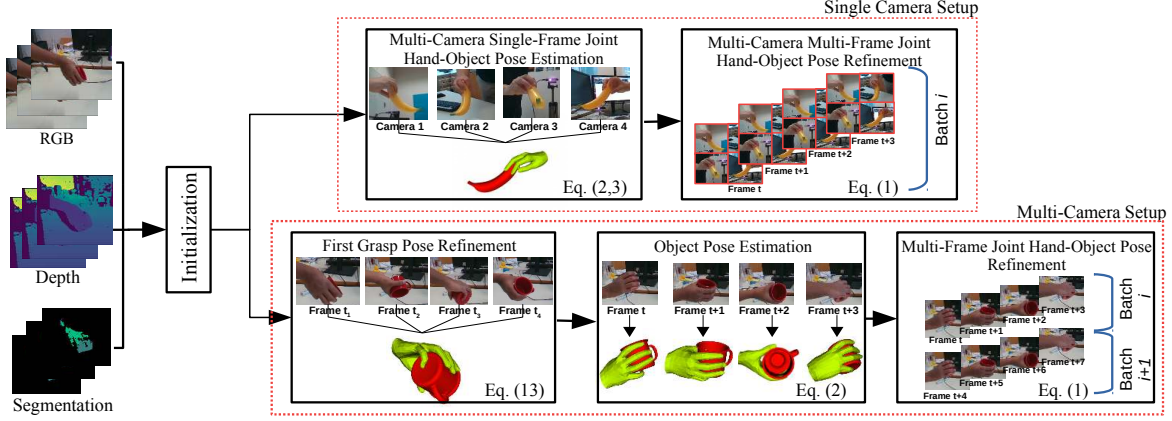 Single Camera Setup
Multi-Camera Single-Frame Joint
Hand-Object Pose Estimation
Camera 1
Camera 2
Camera 3
Camera 4
Eq. (2,3)
Multi-Camera Multi-Frame Joint
Hand-Object Pose Refinement
Frame t
Frame t+1
Frame t+2
Frame t+3
Batch i
Eq. (1)
RGB
Depth
Segmentation
Initialization
Multi-Camera Setup
First Grasp Pose Refinement
Frame t₁
Frame t₂
Frame t₃
Frame t₄
Eq. (13)
Object Pose Estimation
Frame t
Frame t+1
Frame t+2
Frame t+3
Eq. (2)
Multi-Frame Joint Hand-Object Pose
Refinement
Frame t
Frame t+1
Frame t+2
Frame t+3
Batch
i
Frame t+4
Frame t+5
Frame t+6
Frame t+7
Batch
i+1
Eq. (1)